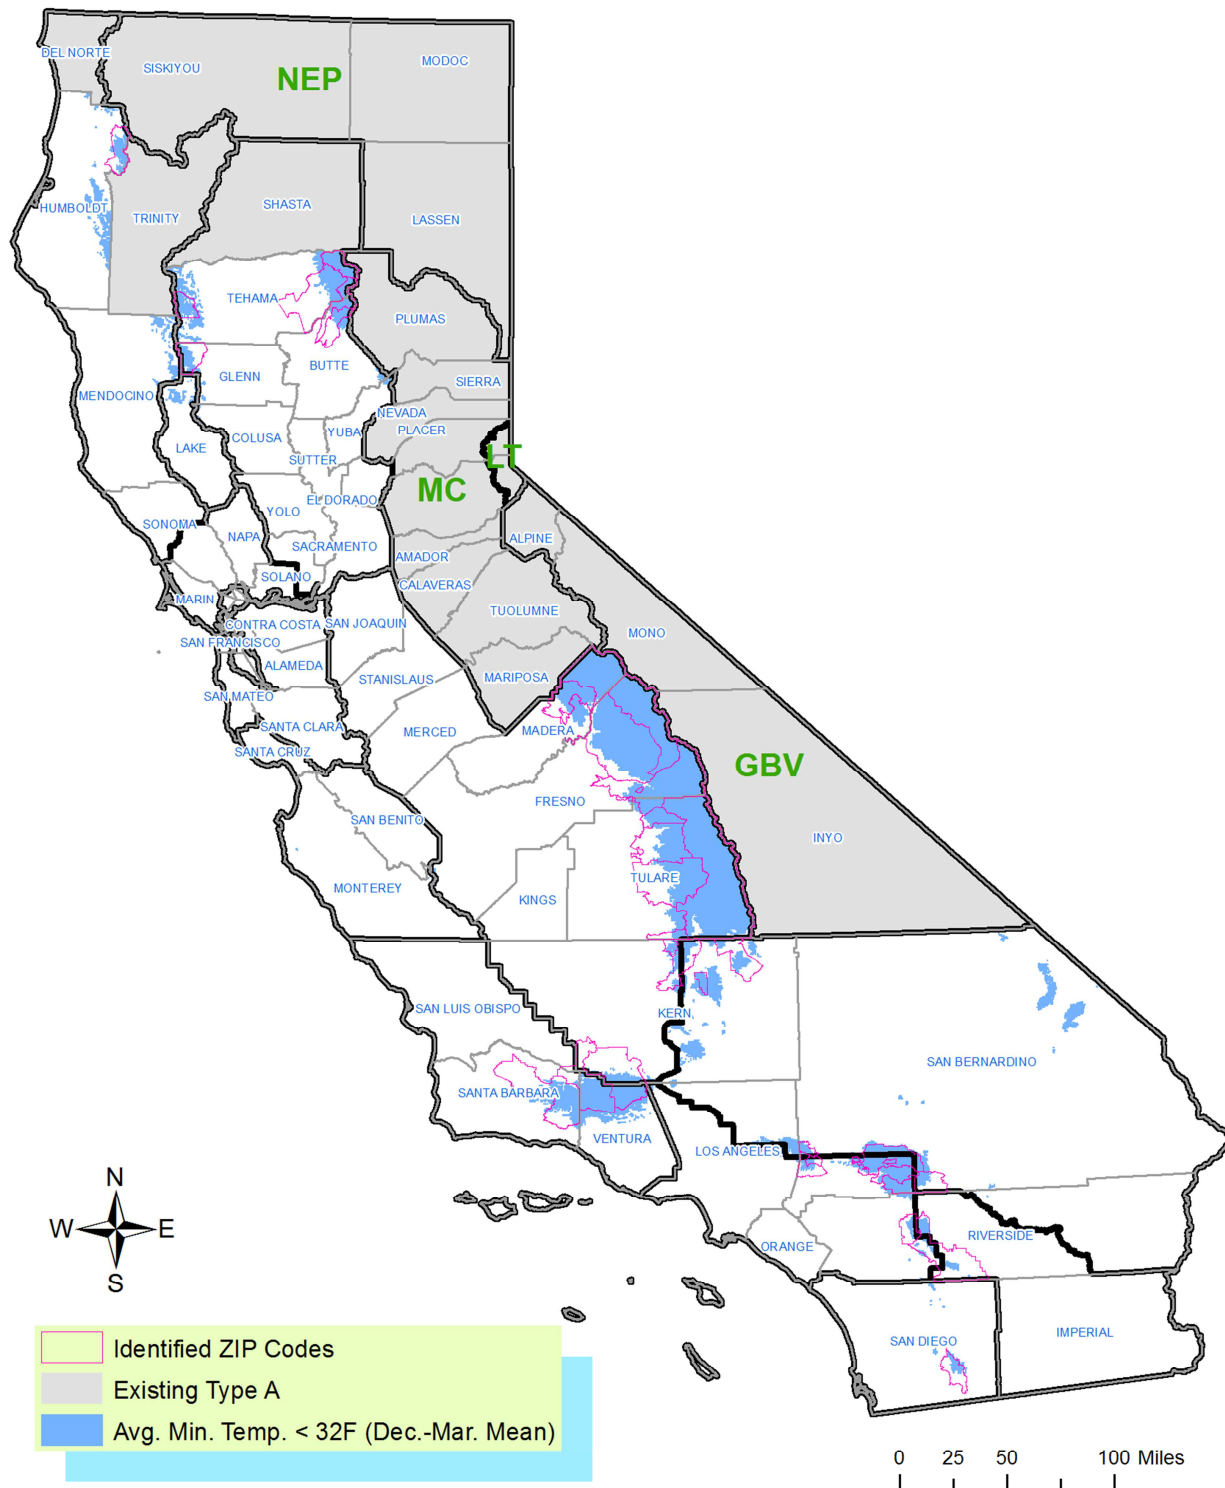 DEL NORTE
SISKIYOU
NEP
MODOC
HUMBOLDT
TRINITY
SHASTA
LASSEN
TEHAMA
PLUMAS
BUTTE
GLENN
SIERRA
MENDOCINO
NEVADA
PLACER
COLUSA
YUBA
LAKE
SUTTER
LT
MC
EL DORADO
YOLO
SONOMA
NAPA
SACRAMENTO
ALPINE
AMADOR
SOLANO
CALAVERAS
MARIN
TUOLUMNE
CONTRA COSTA
SAN JOAQUIN
MONO
SAN FRANCISCO
ALAMEDA
STANISLAUS
MARIPOSA
SAN MATEO
SANTA CLARA
MERCED
MADERA
SANTA CRUZ
GBV
FRESNO
SAN BENITO
INYO
TULARE
MONTEREY
KINGS
SAN LUIS OBISPO
KERN
SAN BERNARDINO
SANTA BARBARA
VENTURA
LOS ANGELES
N
W E
S
RIVERSIDE
ORANGE
IMPERIAL
SAN DIEGO
Identified ZIP Codes
Existing Type A
Avg. Min. Temp. < 32F (Dec.-Mar. Mean)
0 25 50 100 Miles